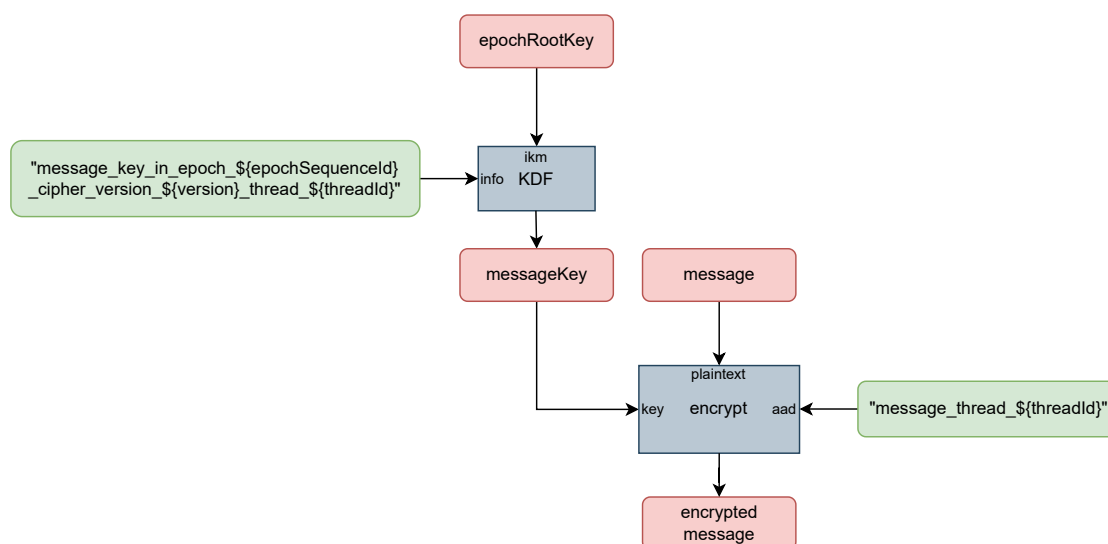 epochRootKey
"message_key_in_epoch_${epochSequenceId}
_cipher_version_${version}_thread_${threadId}"
ikm
info KDF
messageKey
message
plaintext
key encrypt aad
"message_thread_${threadId}"
encrypted
message